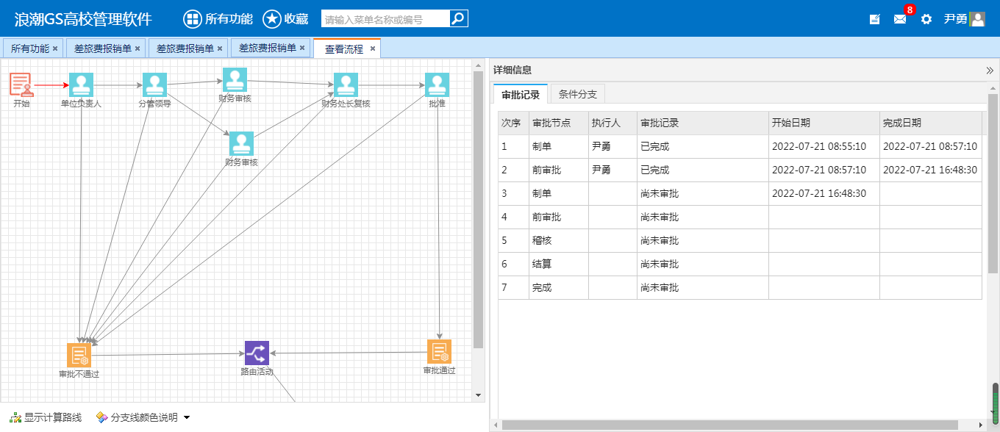 浪潮GS高校管理软件 所有功能 收藏 请输入菜单名称或编号 8 尹勇
所有功能 × 差旅费报销单 × 差旅费报销单 × 差旅费报销单 × 查看流程 ×
开始
单位负责人
分管领导
财务审核
财务处长复核
批准
财务审核
审批不通过
路由活动
审批通过
显示计算路线 分支线颜色说明
详细信息
审批记录 条件分支
次序 审批节点 执行人 审批记录 开始日期 完成日期
1 制单 尹勇 已完成 2022-07-21 08:55:10 2022-07-21 08:57:10
2 前审批 尹勇 已完成 2022-07-21 08:57:10 2022-07-21 16:48:30
3 制单 尚未审批 2022-07-21 16:48:30
4 前审批 尚未审批
5 稽核 尚未审批
6 结算 尚未审批
7 完成 尚未审批